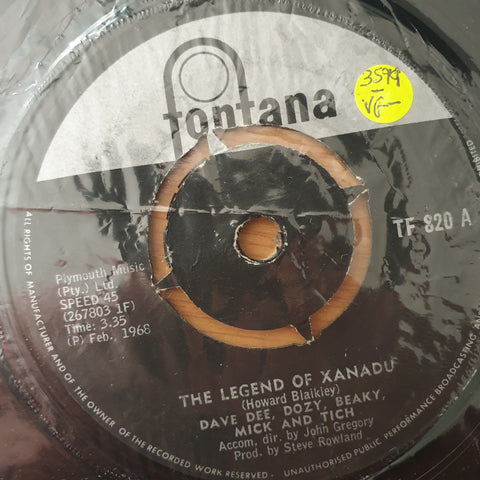 fontana
3594
VG-
TF 820 A
Plymouth Music
(Pty.) Ltd.
SPEED 45
(267803 1F)
Time: 3.35
(P) Feb., 1968
THE LEGEND OF XANADU
(Howard Blaikley)
DAVE DEE, DOZY, BEAKY,
MICK AND TICH
Accom. dir. by John Gregory
Prod. by Steve Rowland
ALL RIGHTS OF MANUFACTURER AND OF THE OWNER OF THE RECORDED WORK RESERVED - UNAUTHORISED PUBLIC PERFORMANCE BROADCASTING AND